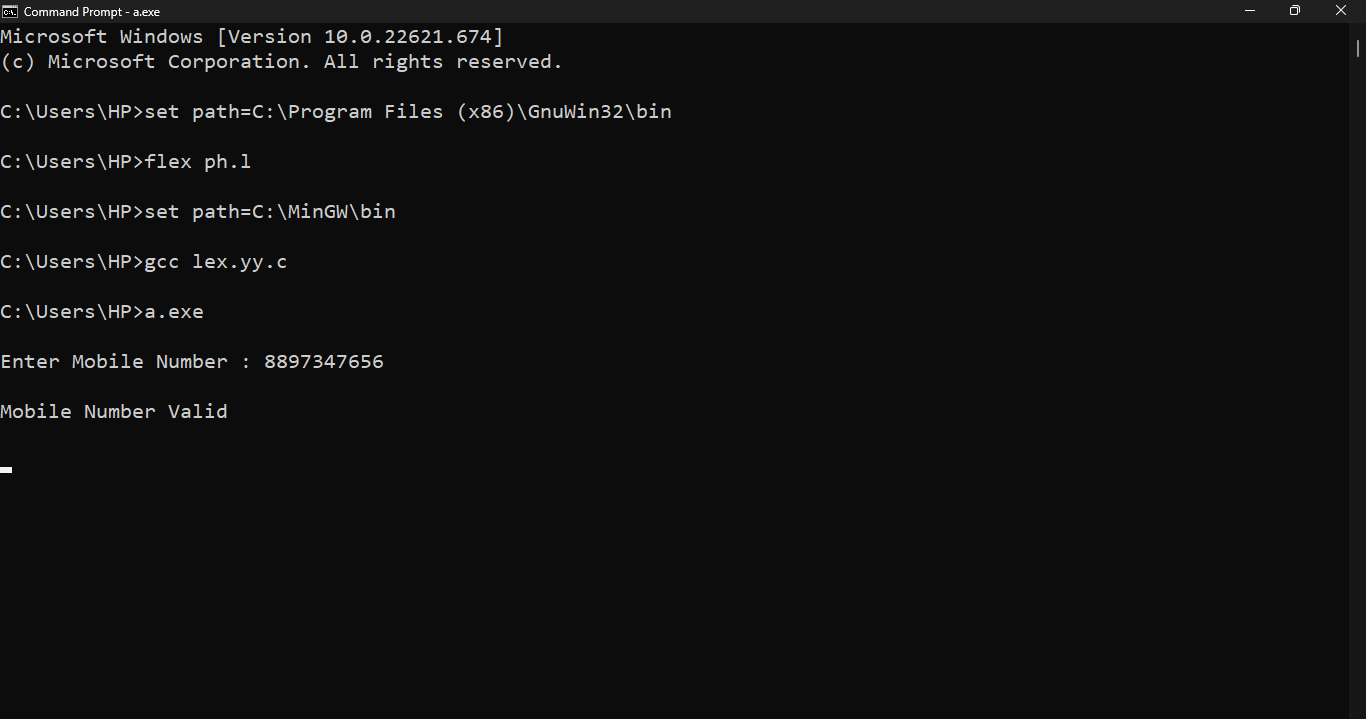 Command Prompt - a.exe
Microsoft Windows [Version 10.0.22621.674]
(c) Microsoft Corporation. All rights reserved.
C:\Users\HP>set path=C:\Program Files (x86)\GnuWin32\bin
C:\Users\HP>flex ph.l
C:\Users\HP>set path=C:\MinGW\bin
C:\Users\HP>gcc lex.yy.c
C:\Users\HP>a.exe
Enter Mobile Number : 8897347656
Mobile Number Valid